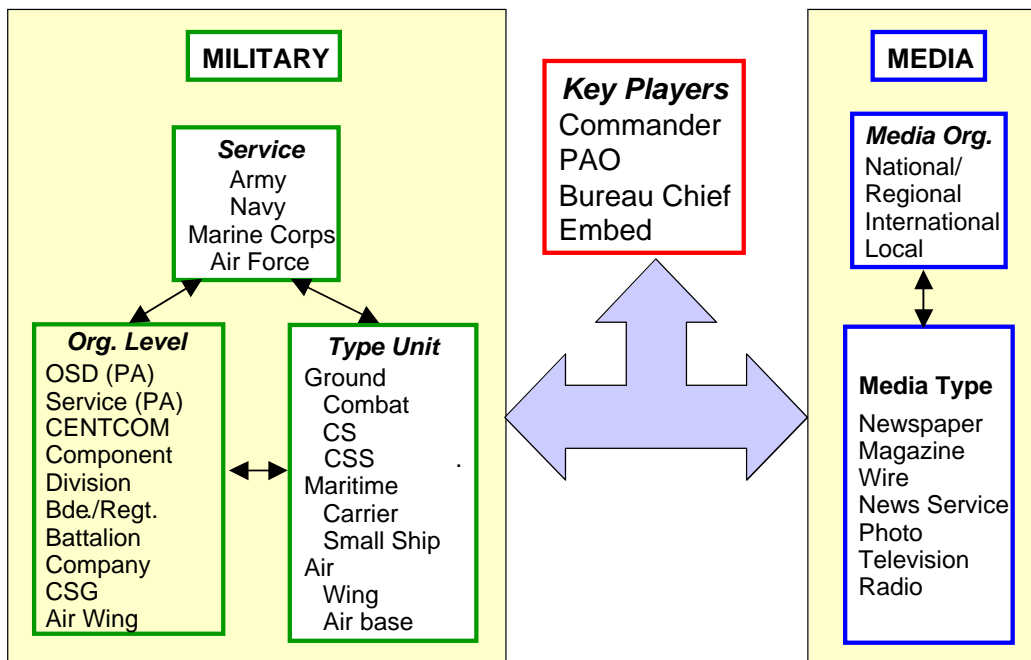 MILITARY
Service
Army
Navy
Marine Corps
Air Force
Org. Level
OSD (PA)
Service (PA)
CENTCOM
Component
Division
Bde./Regt.
Battalion
Company
CSG
Air Wing
Type Unit
Ground
Combat
CS
CSS .
Maritime
Carrier
Small Ship
Air
Wing
Air base
Key Players
Commander
PAO
Bureau Chief
Embed
MEDIA
Media Org.
National/
Regional
International
Local
Media Type
Newspaper
Magazine
Wire
News Service
Photo
Television
Radio